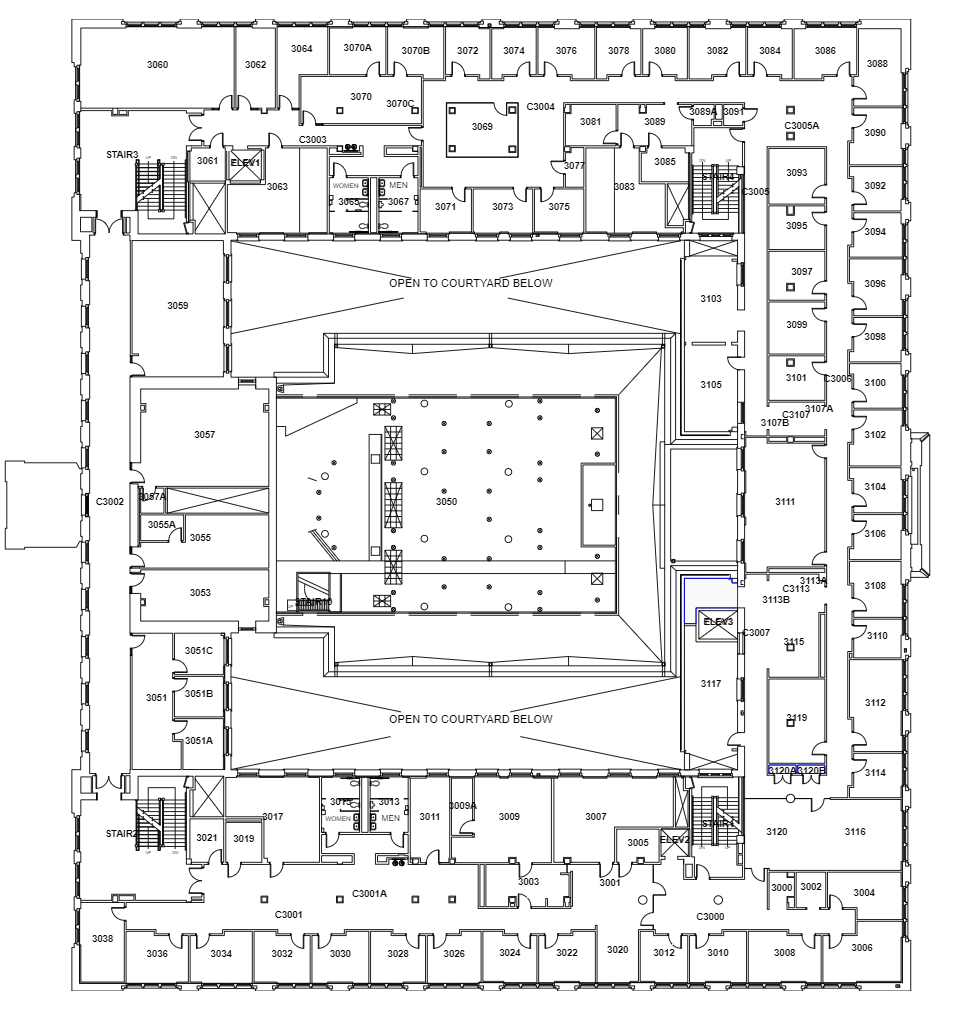 3064 3070A 3070B 3072 3074 3076 3078 3080 3082 3084 3086
3060 3062 3088
3070 3070C C3004
3069 3081 3089 3089A 3091 C3005A 3090
C3003
STAIR3 3061 ELEV1 3077 3085 3093
UP DN
3063 WOMEN MEN 3083 STAIR4 C3005 3092
3065 3067 3071 3073 3075
3095 3094
3097
OPEN TO COURTYARD BELOW 3096
3059 3103
3099 3098
3105 3101 C3006 3100
3107A
C3107
3107B
3057 3102
3057A C3002 3050 3111 3104
3055A 3055 3106
3113A
C3113 3108
3053 3113B
STAIR10
UP
ELEV3 C3007 3110
3051C 3115
3117
3051 3051B 3112
OPEN TO COURTYARD BELOW 3119
3051A
3120A 3120B 3114
3015 3013 3009A
3017 WOMEN MEN 3011 3009 3007 STAIR1
STAIR2 3021 3019 3005 ELEV2 3120 3116
UP DN
UP DN
3003 3001 3000 3002 3004
C3001A
C3001 C3000
3038 3020
3036 3034 3032 3030 3028 3026 3024 3022 3012 3010 3008 3006